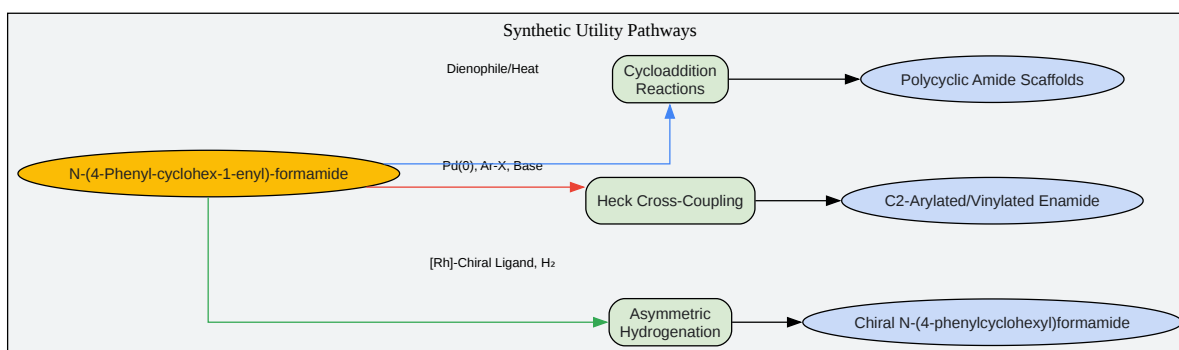 Synthetic Utility Pathways
Dienophile/Heat
Cycloaddition
Reactions
Polycyclic Amide Scaffolds
N-(4-Phenyl-cyclohex-1-enyl)-formamide
Pd(0), Ar-X, Base
Heck Cross-Coupling
C2-Arylated/Vinylated Enamide
[Rh]-Chiral Ligand, H₂
Asymmetric
Hydrogenation
Chiral N-(4-phenylcyclohexyl)formamide